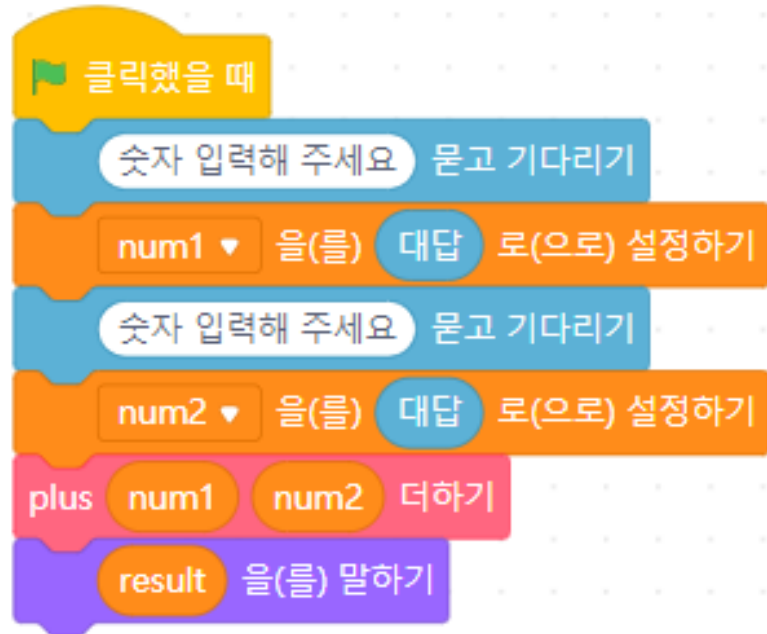 클릭했을 때
숫자 입력해 주세요 묻고 기다리기
num1 을(를) 대답 로(으로) 설정하기
숫자 입력해 주세요 묻고 기다리기
num2 을(를) 대답 로(으로) 설정하기
plus num1 num2 더하기
result 을(를) 말하기